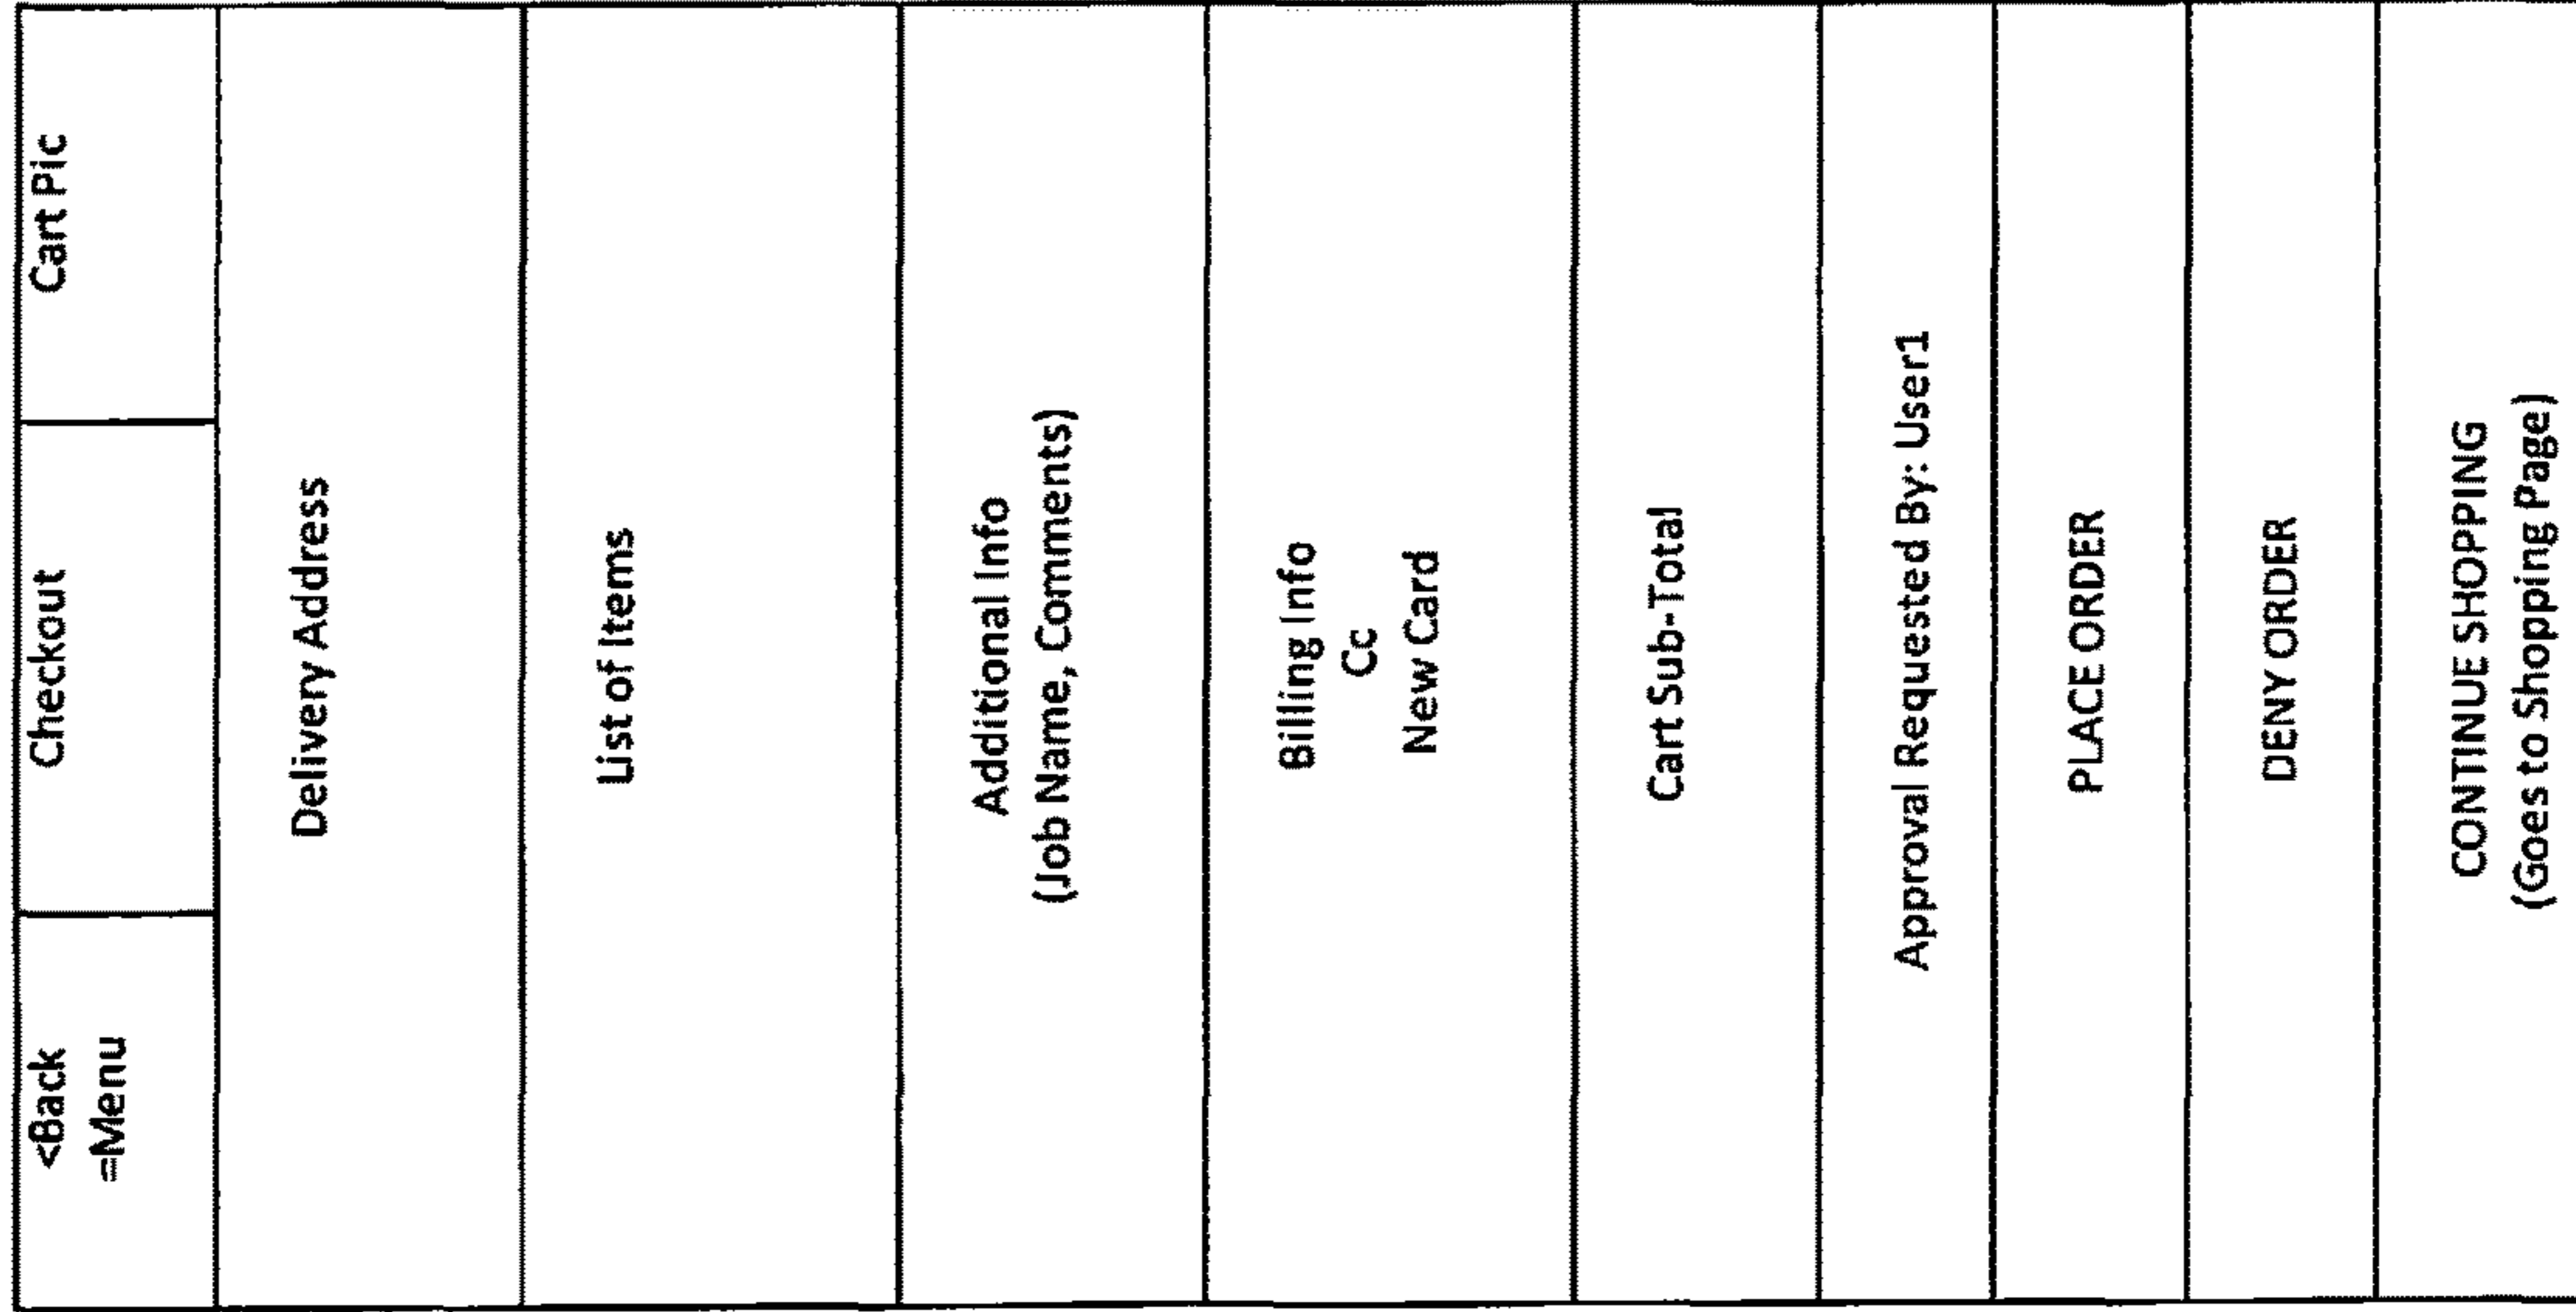 <Back
=Menu
Checkout
Cart Pic
Delivery Address
List of Items
Additional Info
(Job Name, Comments)
Billing Info
Cc
New Card
Cart Sub-Total
Approval Requested By: User1
PLACE ORDER
DENY ORDER
CONTINUE SHOPPING
(Goes to Shopping Page)